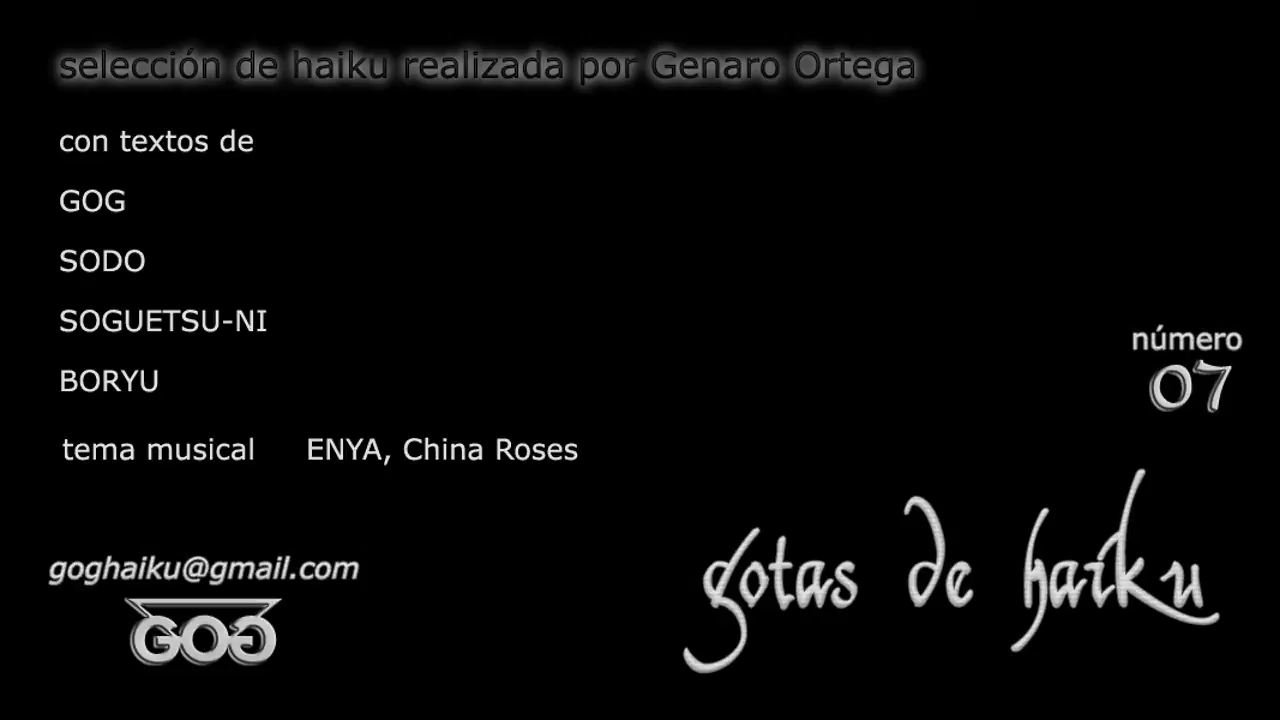 selección de haiku realizada por Genaro Ortega
con textos de
GOG
SODO
SOGUETSU-NI
BORYU
tema musical ENYA, China Roses
número
07
gotas de haiku
goghaiku@gmail.com
GOG